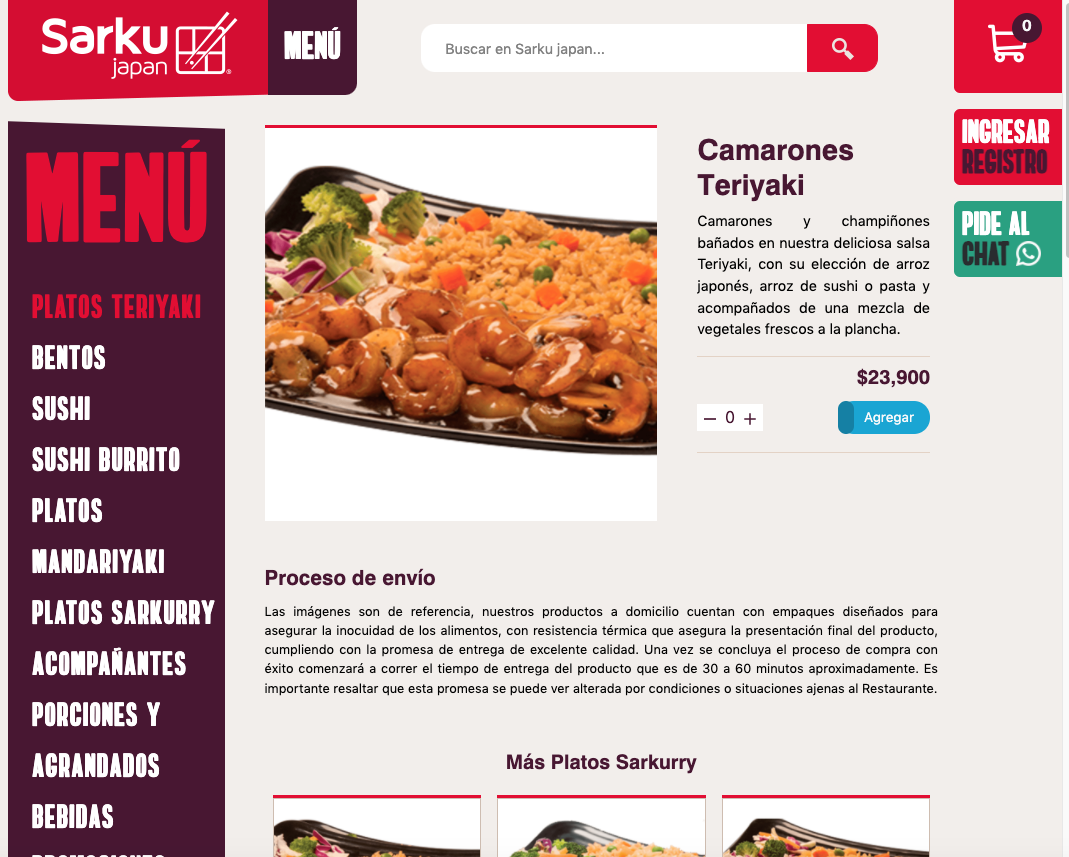 Sarku
japan
MENÚ
Buscar en Sarku japan...
0
INGRESAR
REGISTRO
PIDE AL
CHAT
MENÚ
PLATOS TERIYAKI
BENTOS
SUSHI
SUSHI BURRITO
PLATOS
MANDARIYAKI
PLATOS SARKURRY
ACOMPAÑANTES
PORCIONES Y
AGRANDADOS
BEBIDAS
Camarones
Teriyaki
Camarones y champiñones
bañados en nuestra deliciosa salsa
Teriyaki, con su elección de arroz
japonés, arroz de sushi o pasta y
acompañados de una mezcla de
vegetales frescos a la plancha.
$23,900
– 0 +
Agregar
Proceso de envío
Las imágenes son de referencia, nuestros productos a domicilio cuentan con empaques diseñados para
asegurar la inocuidad de los alimentos, con resistencia térmica que asegura la presentación final del producto,
cumpliendo con la promesa de entrega de excelente calidad. Una vez se concluya el proceso de compra con
éxito comenzará a correr el tiempo de entrega del producto que es de 30 a 60 minutos aproximadamente. Es
importante resaltar que esta promesa se puede ver alterada por condiciones o situaciones ajenas al Restaurante.
Más Platos Sarkurry